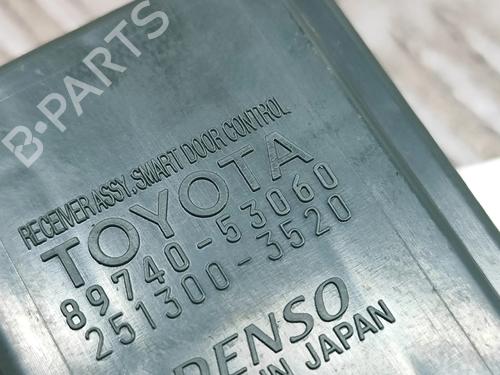 B-PARTS
RECEIVER ASSY, SMART DOOR CONTROL
TOYOTA
89740-53060
251300-3520
DENSO
IN JAPAN